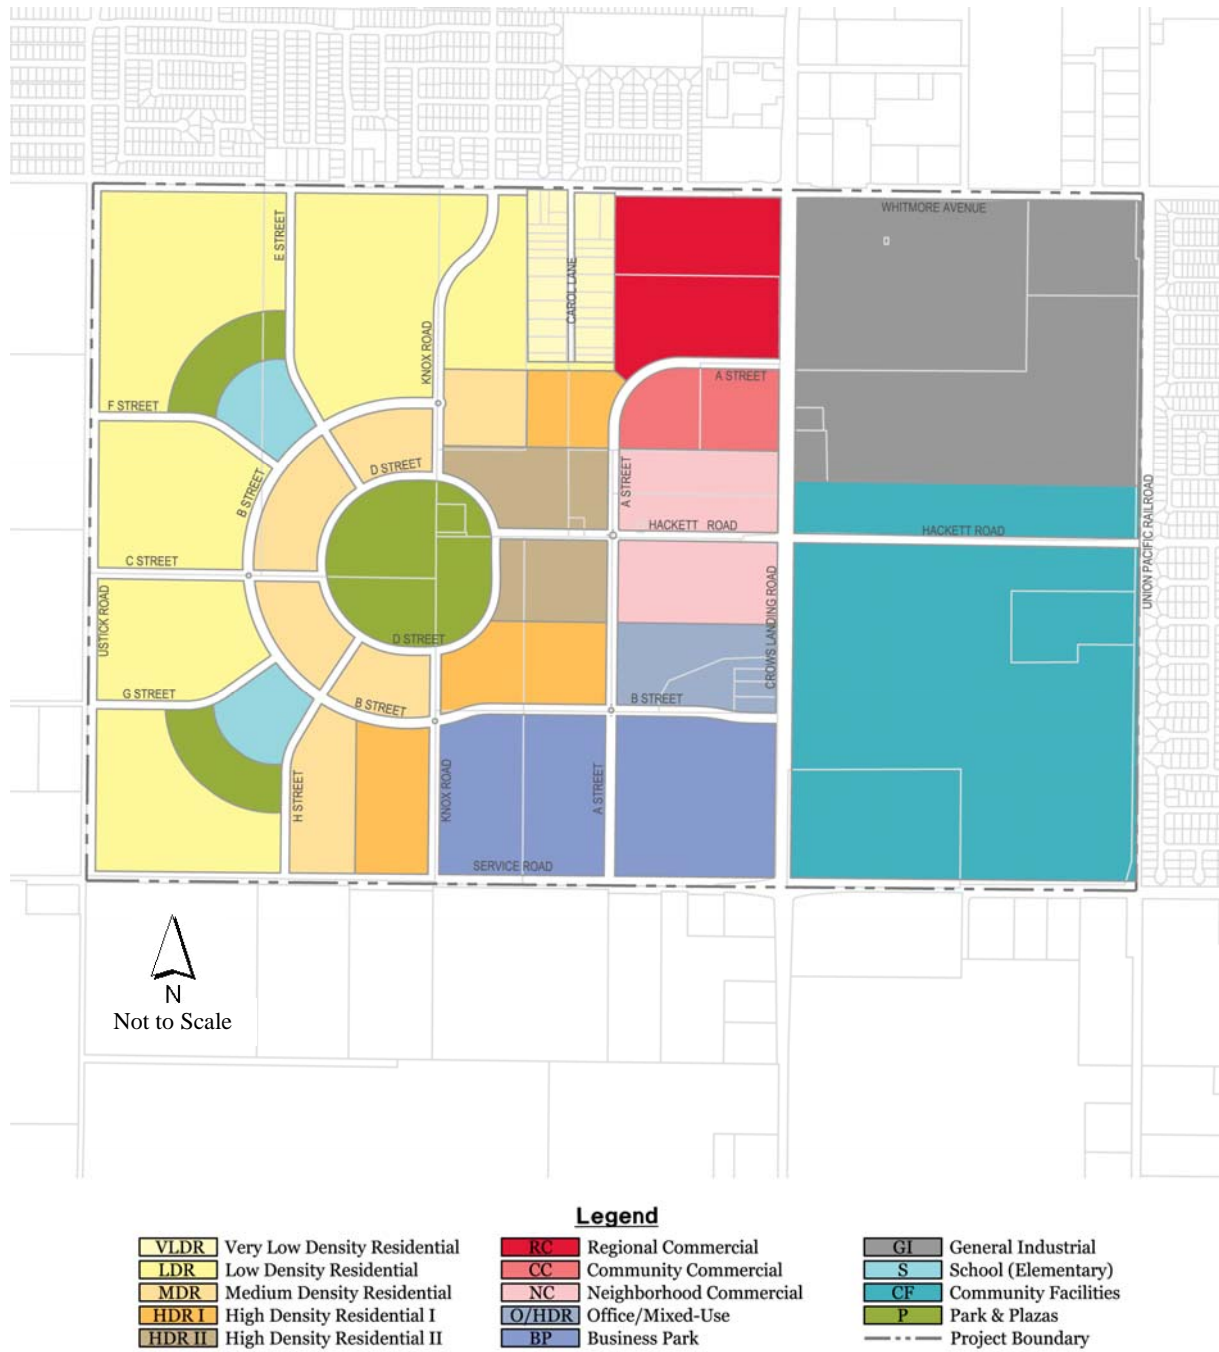 WHITMORE AVENUE
E STREET
CAROL LANE
KNOX ROAD
A STREET
F STREET
D STREET
B STREET
A STREET
HACKETT ROAD
HACKETT ROAD
C STREET
USTICK ROAD
CROWS LANDING ROAD
UNION PACIFIC RAILROAD
D STREET
G STREET
B STREET
B STREET
H STREET
KNOX ROAD
A STREET
SERVICE ROAD
N
Not to Scale
Legend
VLDR Very Low Density Residential
LDR Low Density Residential
MDR Medium Density Residential
HDR I High Density Residential I
HDR II High Density Residential II
RC Regional Commercial
CC Community Commercial
NC Neighborhood Commercial
O/HDR Office/Mixed-Use
BP Business Park
GI General Industrial
S School (Elementary)
CF Community Facilities
P Park & Plazas
Project Boundary